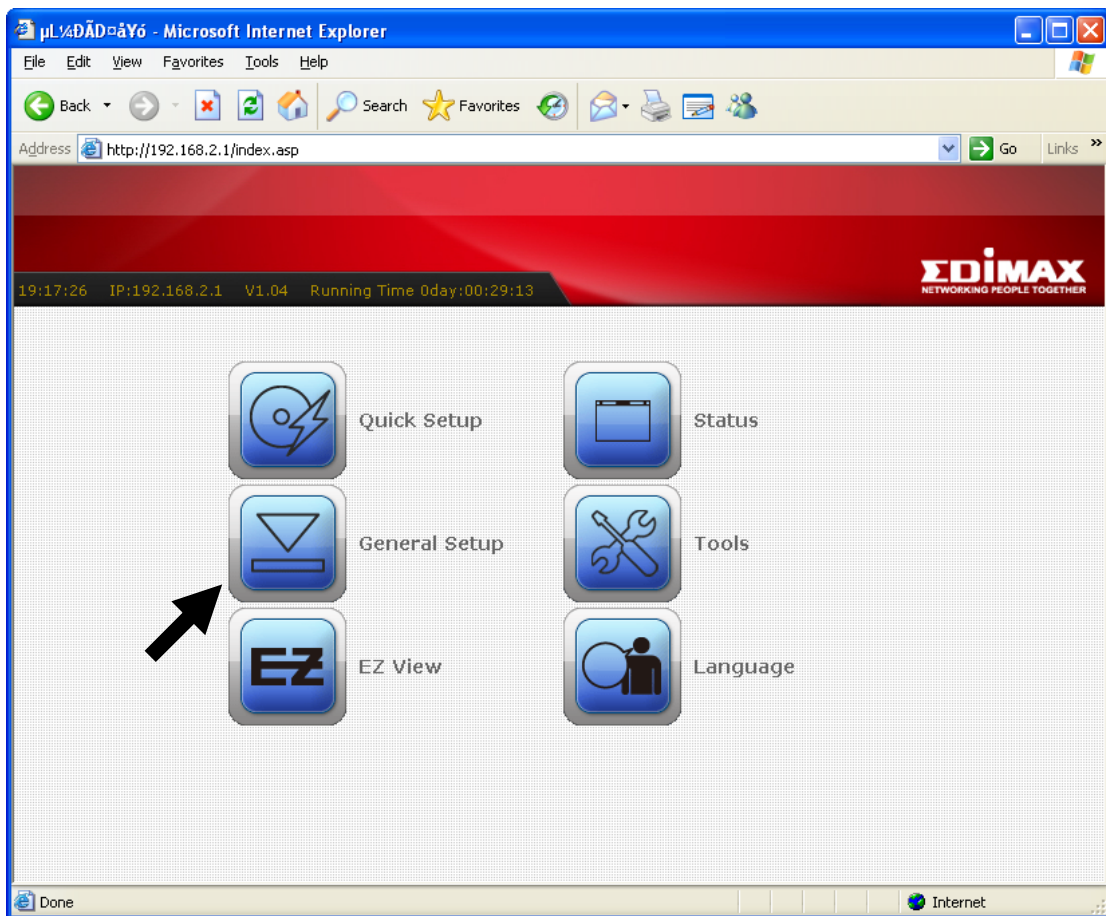 µL¼ÐÃD¤åYó - Microsoft Internet Explorer
File Edit View Favorites Tools Help
Back Search Favorites
Address http://192.168.2.1/index.asp Go Links »
EDIMAX
NETWORKING PEOPLE TOGETHER
19:17:26 IP:192.168.2.1 V1.04 Running Time 0day:00:29:13
Quick Setup Status
General Setup Tools
EZ EZ View Language
Done Internet